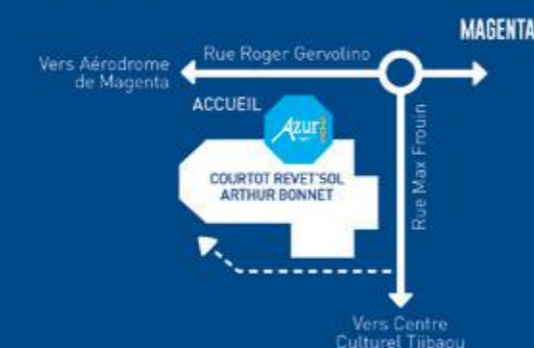 MAGENTA
Rue Roger Gervolino
Vers Aérodrome
de Magenta
ACCUEIL
Azur
COURTOT REVET'SOL
ARTHUR BONNET
Rue Max Frouin
Vers Centre
Culturel Tjibaou